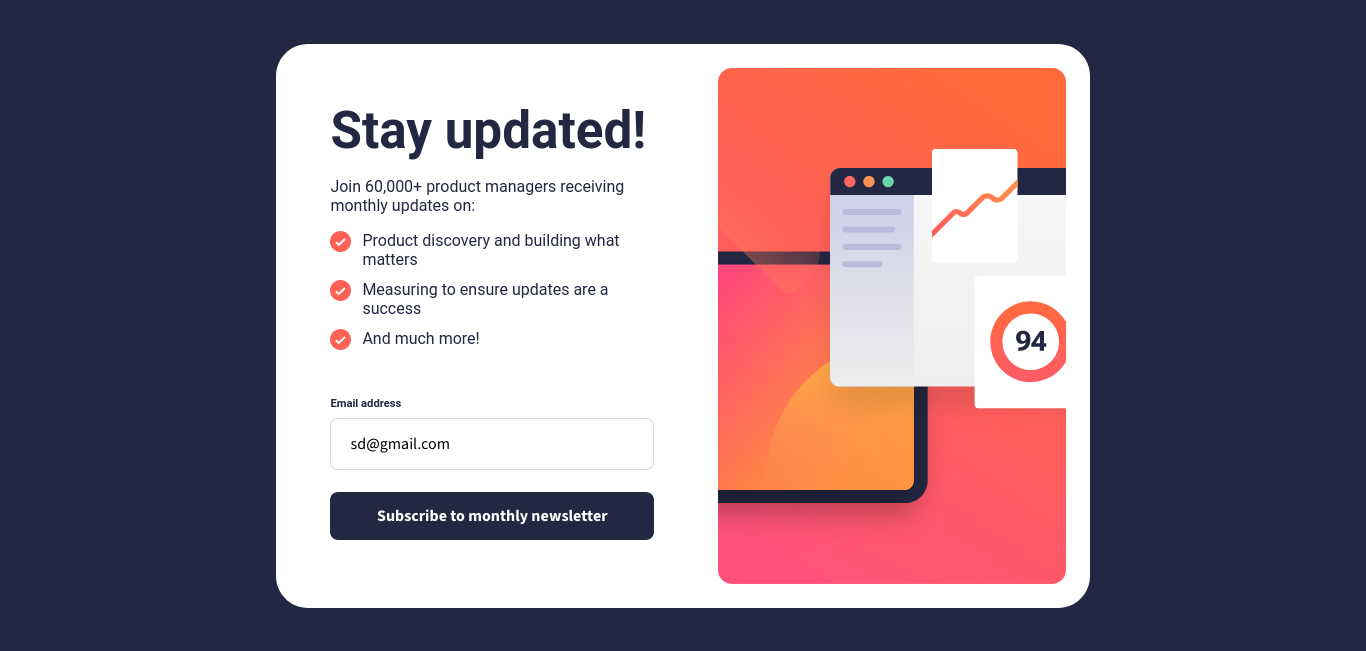 Stay updated!
Join 60,000+ product managers receiving
monthly updates on:
Product discovery and building what
matters
Measuring to ensure updates are a
success
And much more!
Email address
sd@gmail.com
Subscribe to monthly newsletter
94